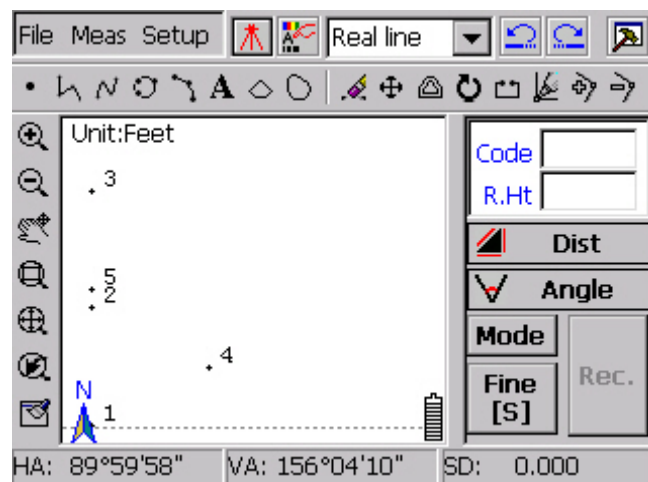 File Meas Setup Real line
A
Unit:Feet
Code
3
R.Ht
Dist
5
Angle
2
Mode
4
Rec.
Fine
[S]
N
1
HA: 89°59'58" VA: 156°04'10" SD: 0.000